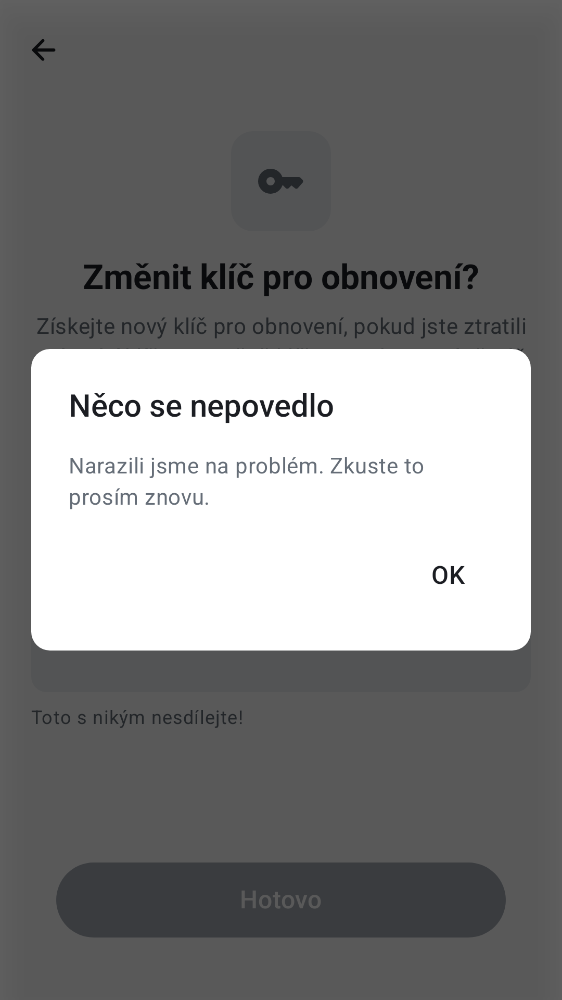 Změnit klíč pro obnovení?
Získejte nový klíč pro obnovení, pokud jste ztratili
Něco se nepovedlo
Narazili jsme na problém. Zkuste to
prosím znovu.
OK
Toto s nikým nesdílejte!
Hotovo